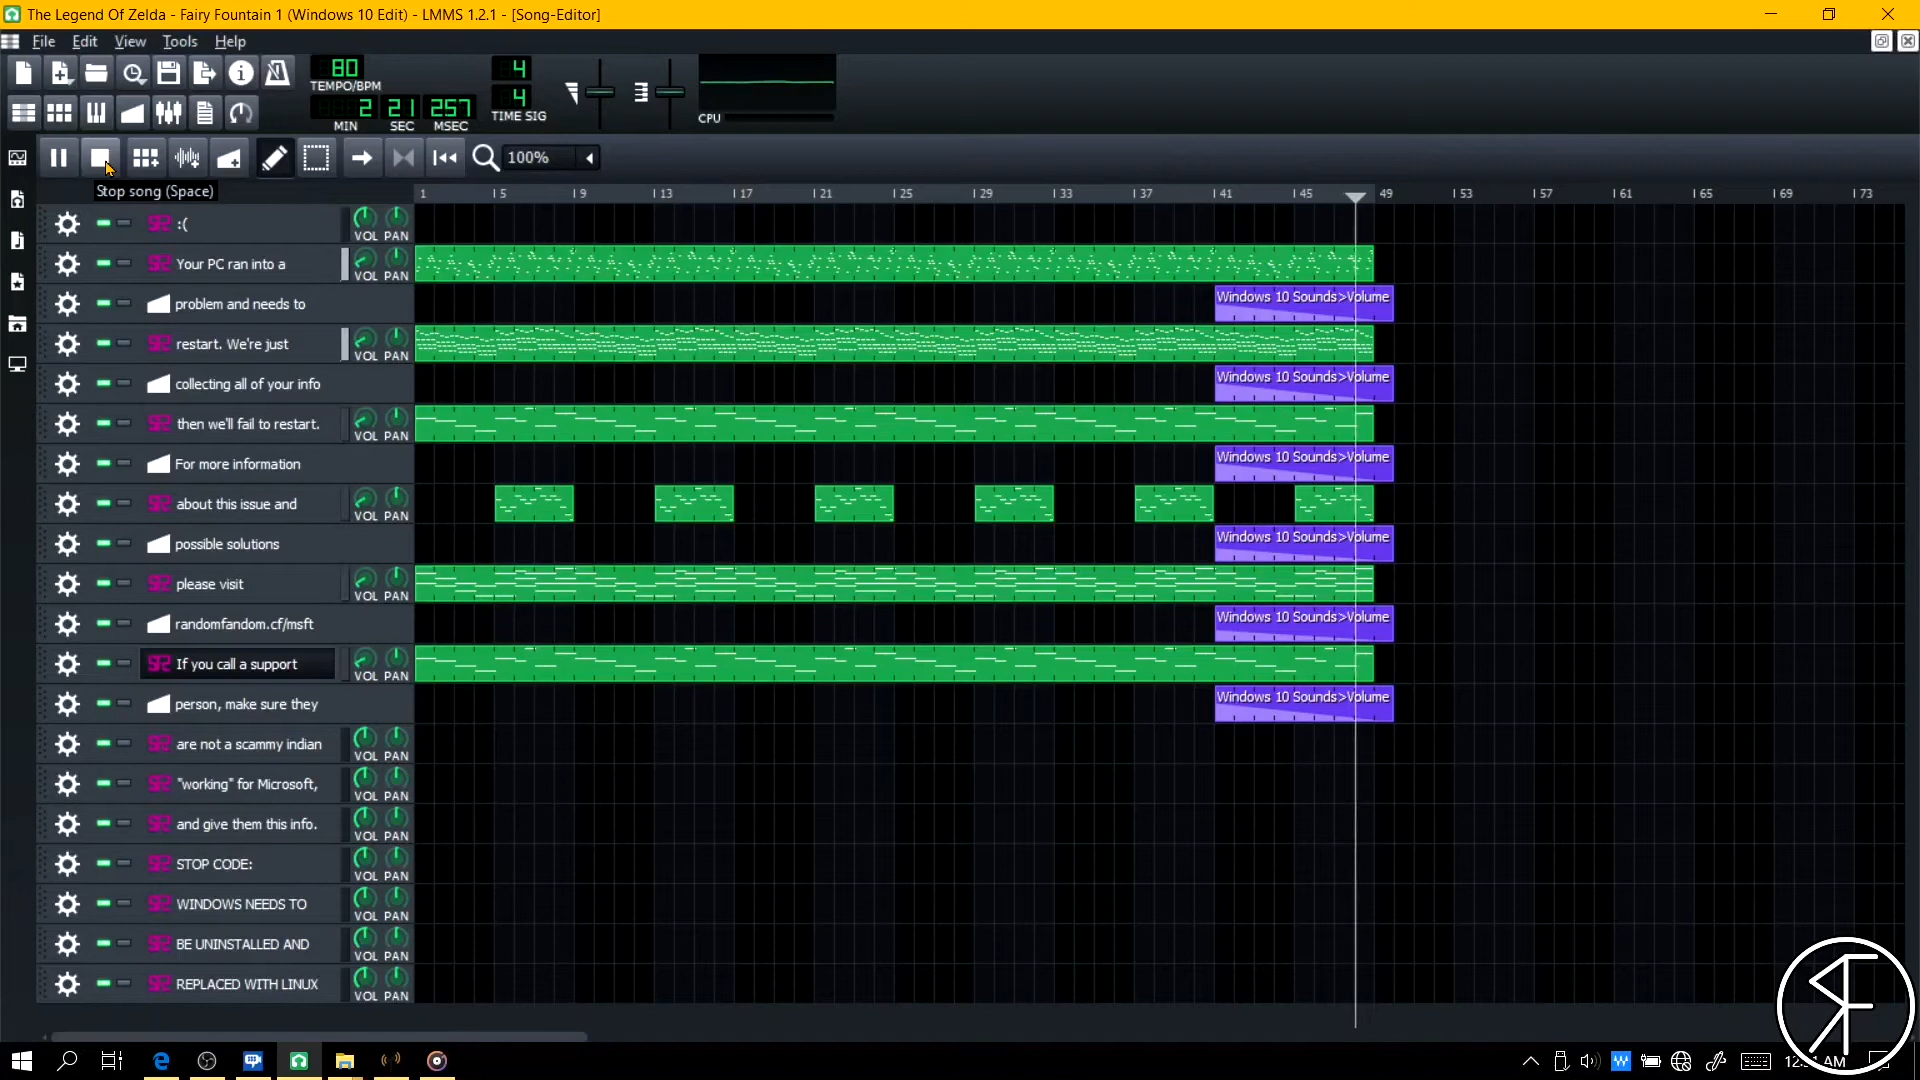 The Legend Of Zelda - Fairy Fountain 1 (Windows 10 Edit) - LMMS 1.2.1 - [Song-Editor]
File Edit View Tools Help
80
TEMPO/BPM
2 21 257
MIN SEC MSEC
4
4
TIME SIG
CPU
100%
Stop song (Space)
1 5 9 13 17 21 25 29 33 37 41 45 49 53 57 61 65 69 73
:( VOL PAN
Your PC ran into a VOL PAN
problem and needs to Windows 10 Sounds>Volume
restart. We're just VOL PAN
collecting all of your info Windows 10 Sounds>Volume
then we'll fail to restart. VOL PAN
For more information Windows 10 Sounds>Volume
about this issue and VOL PAN
possible solutions Windows 10 Sounds>Volume
please visit VOL PAN
randomfandom.cf/msft Windows 10 Sounds>Volume
If you call a support VOL PAN
person, make sure they Windows 10 Sounds>Volume
are not a scammy indian VOL PAN
"working" for Microsoft, VOL PAN
and give them this info. VOL PAN
STOP CODE: VOL PAN
WINDOWS NEEDS TO VOL PAN
BE UNINSTALLED AND VOL PAN
REPLACED WITH LINUX VOL PAN
AM